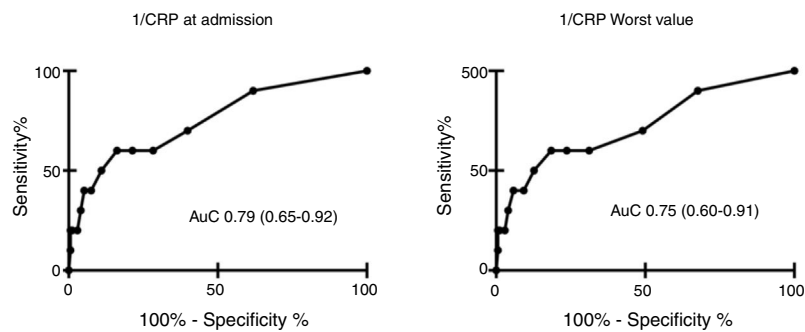 1/CRP at admission
100
50
0
Sensitivity%
AuC 0.79 (0.65-0.92)
0
50
100
100% - Specificity %
1/CRP Worst value
500
50
0
Sensitivity%
AuC 0.75 (0.60-0.91)
0
50
100
100% - Specificity %